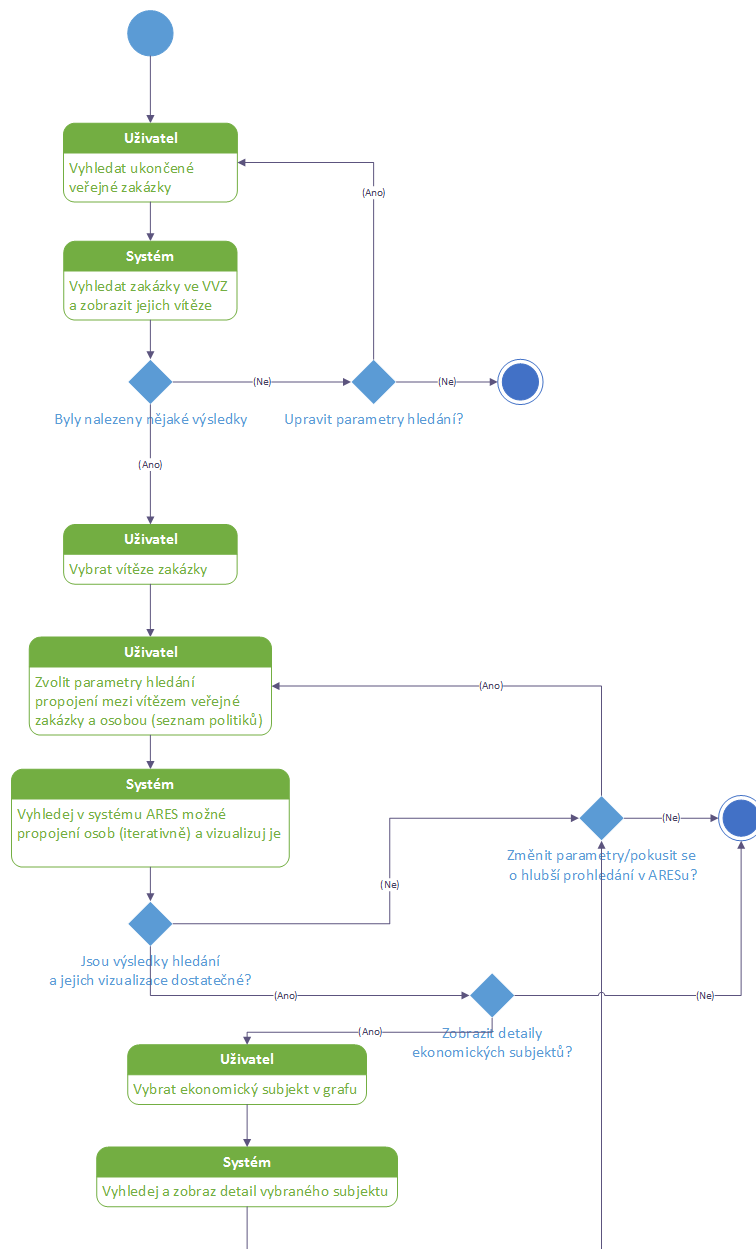 Uživatel
Vyhledat ukončené
veřejné zakázky
(Ano)
Systém
Vyhledat zakázky ve VVZ
a zobrazit jejich vítěze
(Ne)
(Ne)
Byly nalezeny nějaké výsledky
Upravit parametry hledání?
(Ano)
Uživatel
Vybrat vítěze zakázky
Uživatel
Zvolit parametry hledání
propojení mezi vítězem veřejné
zakázky a osobou (seznam politiků)
(Ano)
Systém
Vyhledej v systému ARES možné
propojení osob (iterativně) a vizualizuj je
(Ne)
Změnit parametry/pokusit se
o hlubší prohledání v ARESu?
(Ne)
Jsou výsledky hledání
a jejich vizualizace dostatečné?
(Ano)
(Ne)
(Ano)
Zobrazit detaily
ekonomických subjektů?
Uživatel
Vybrat ekonomický subjekt v grafu
Systém
Vyhledej a zobraz detail vybraného subjektu